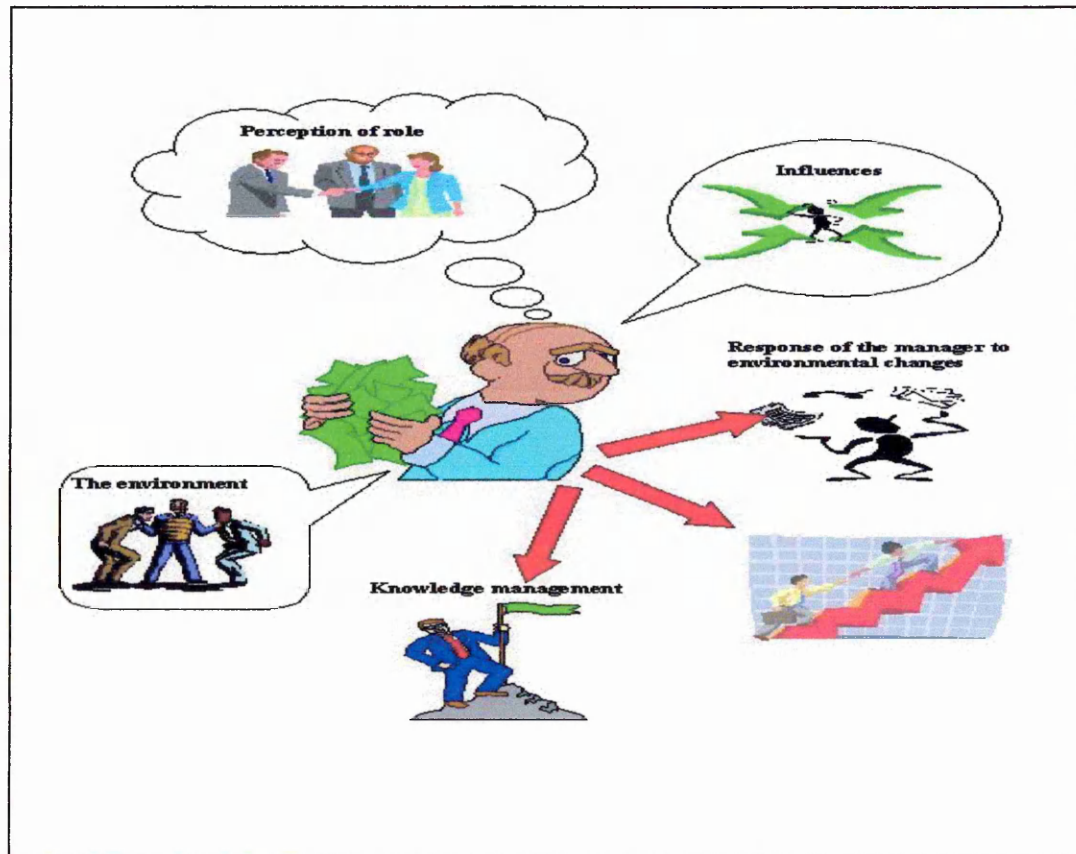 Perception of role
Influences
Response of the manager to
environmental changes
The environment
Knowledge management